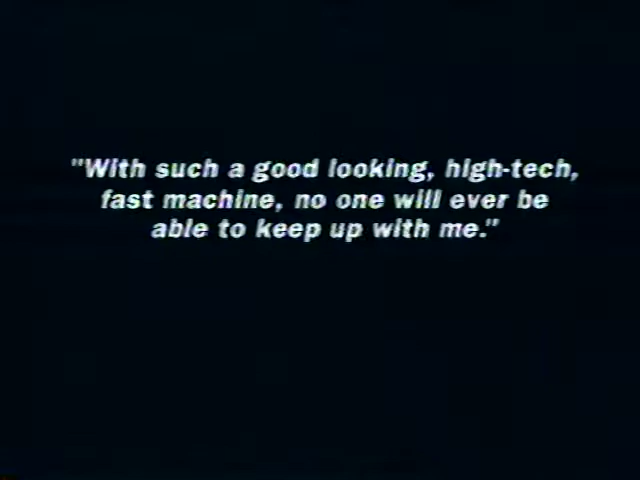 "With such a good looking, high-tech,
fast machine, no one will ever be
able to keep up with me."